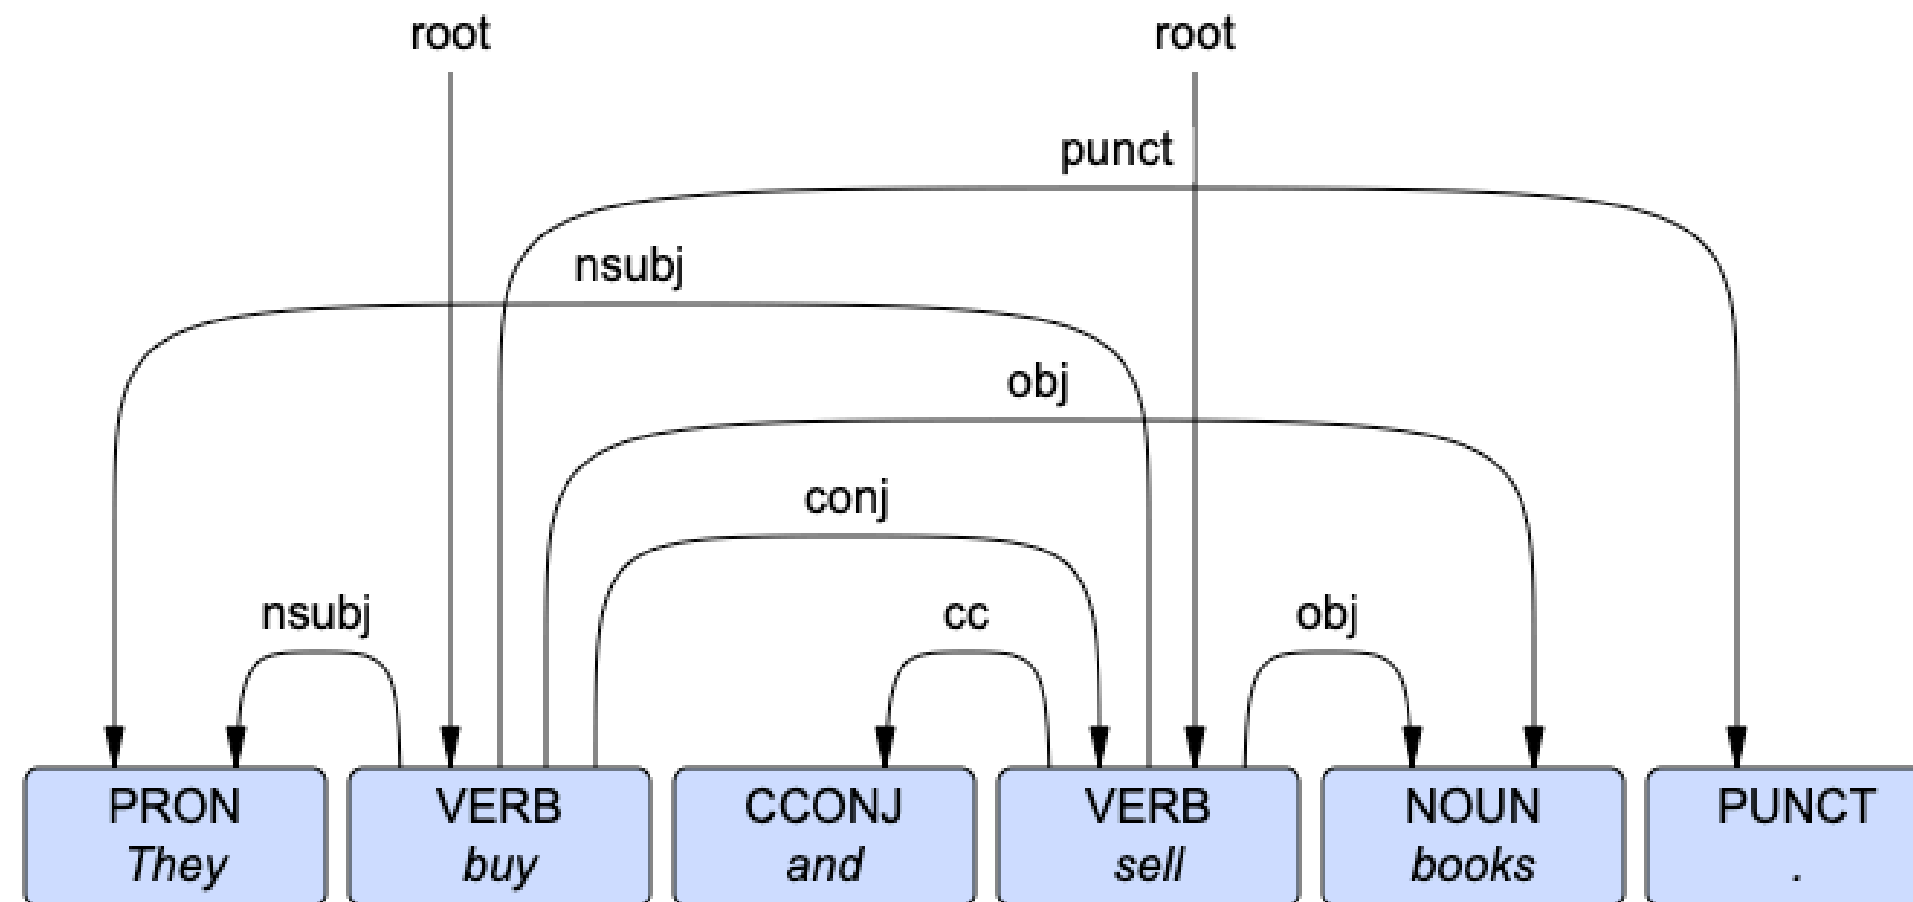 root root
punct
nsubj
obj
conj
nsubj cc obj
PRON VERB CCONJ VERB NOUN PUNCT
They buy and sell books .